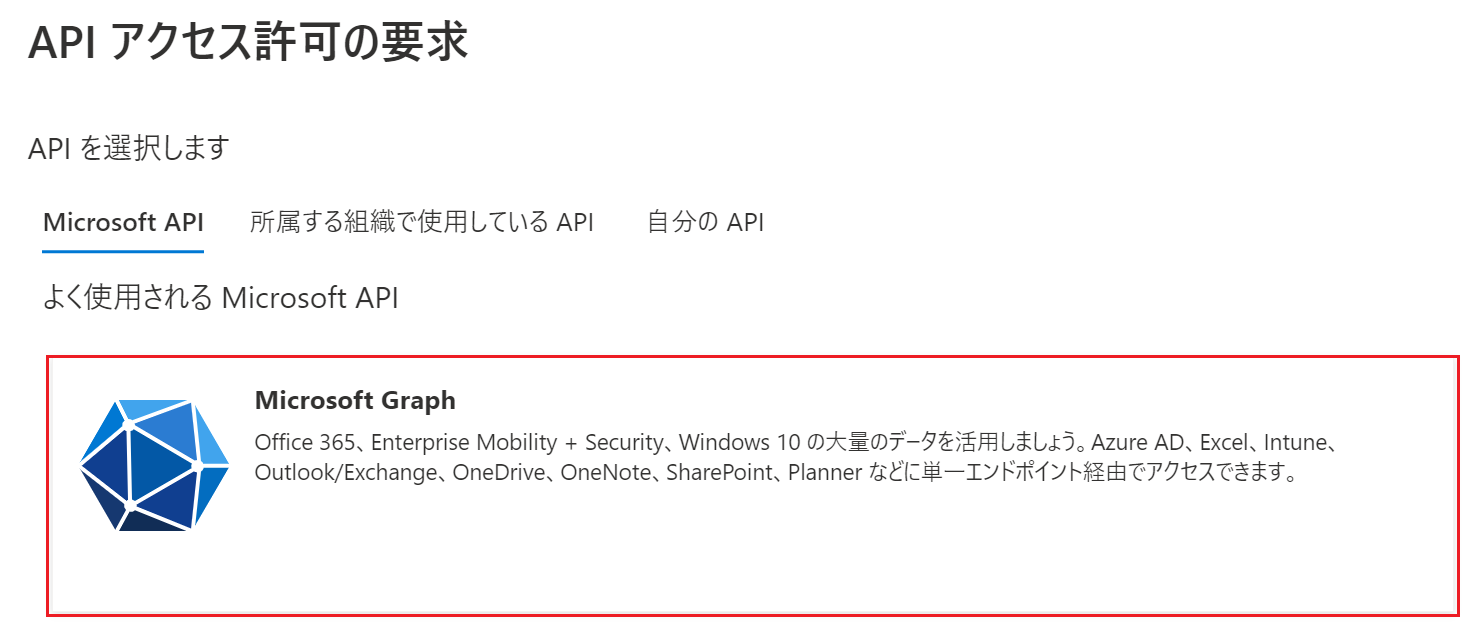 API アクセス許可の要求
API を選択します
Microsoft API 所属する組織で使用している API 自分の API
よく使用される Microsoft API
Microsoft Graph
Office 365、Enterprise Mobility + Security、Windows 10 の大量のデータを活用しましょう。Azure AD、Excel、Intune、
Outlook/Exchange、OneDrive、OneNote、SharePoint、Planner などに単一エンドポイント経由でアクセスできます。